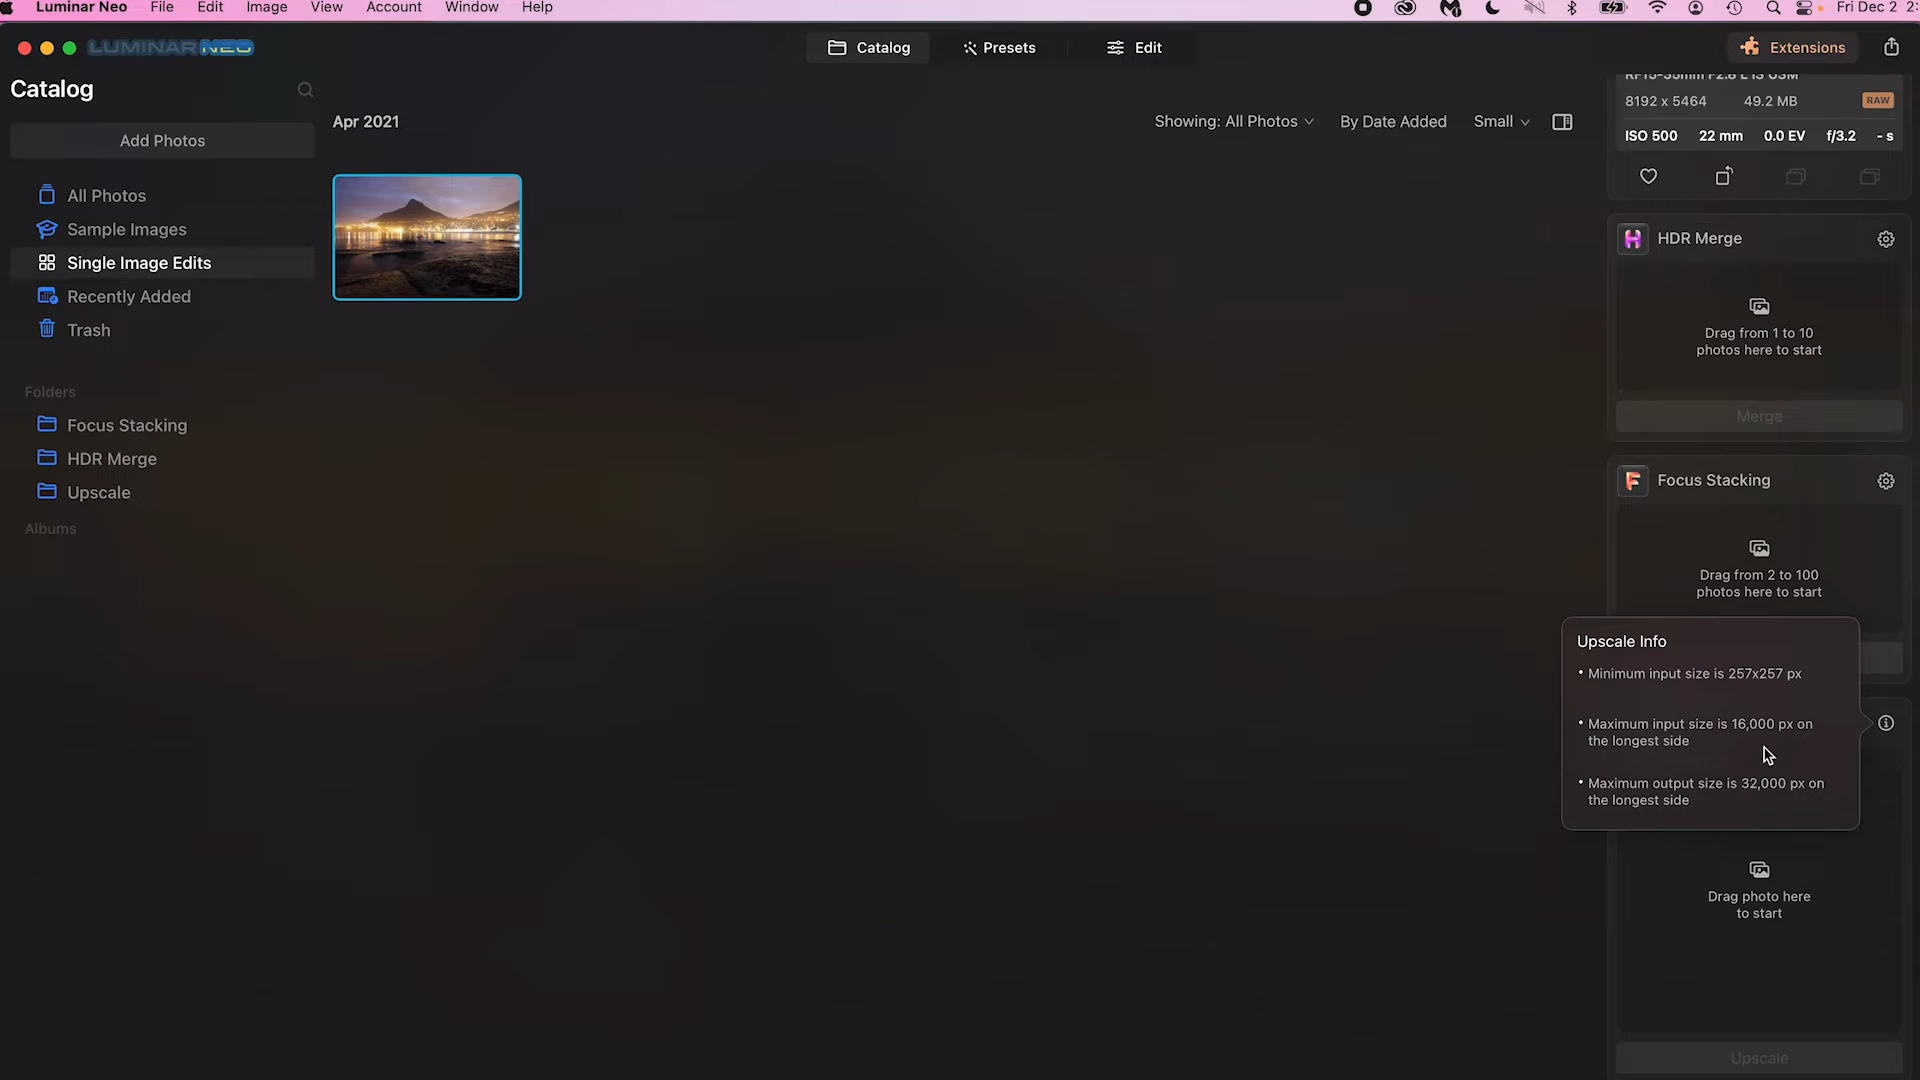 Luminar Neo File Edit Image View Account Window Help Fri Dec 2 2:
LUMINAR NEO Catalog Presets Edit Extensions
Catalog
Add Photos
All Photos
Sample Images
Single Image Edits
Recently Added
Trash
Folders
Focus Stacking
HDR Merge
Upscale
Albums
Apr 2021 Showing: All Photos By Date Added Small
8192 x 5464 49.2 MB RAW
ISO 500 22 mm 0.0 EV f/3.2 - s
HDR Merge
Drag from 1 to 10
photos here to start
Merge
Focus Stacking
Drag from 2 to 100
photos here to start
Upscale Info
• Minimum input size is 257x257 px
• Maximum input size is 16,000 px on
the longest side
• Maximum output size is 32,000 px on
the longest side
Drag photo here
to start
Upscale